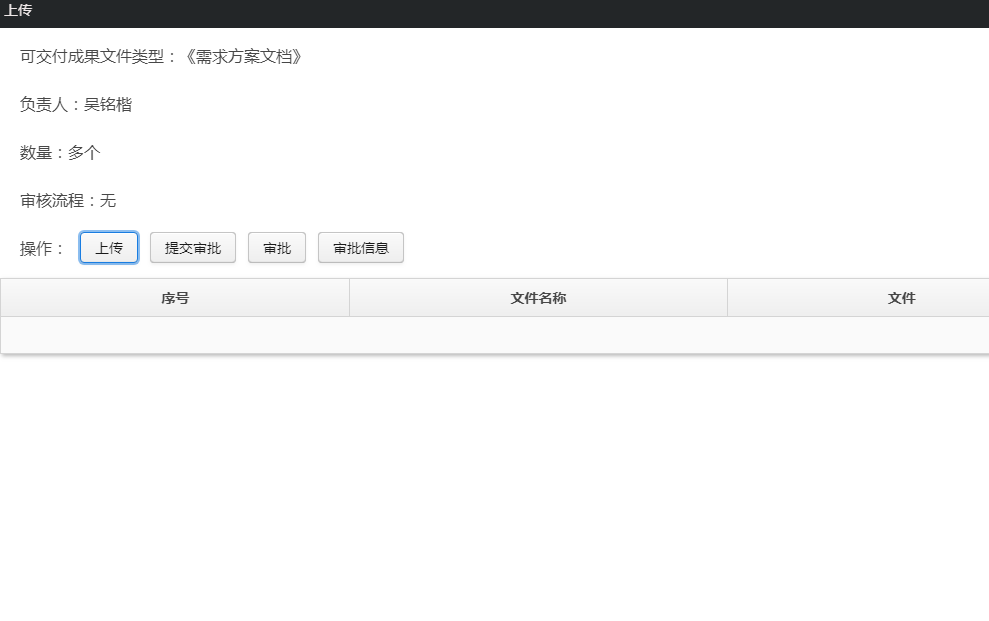 上传
可交付成果文件类型：《需求方案文档》
负责人：吴铭楷
数量：多个
审核流程：无
操作： 上传 提交审批 审批 审批信息
序号 文件名称 文件